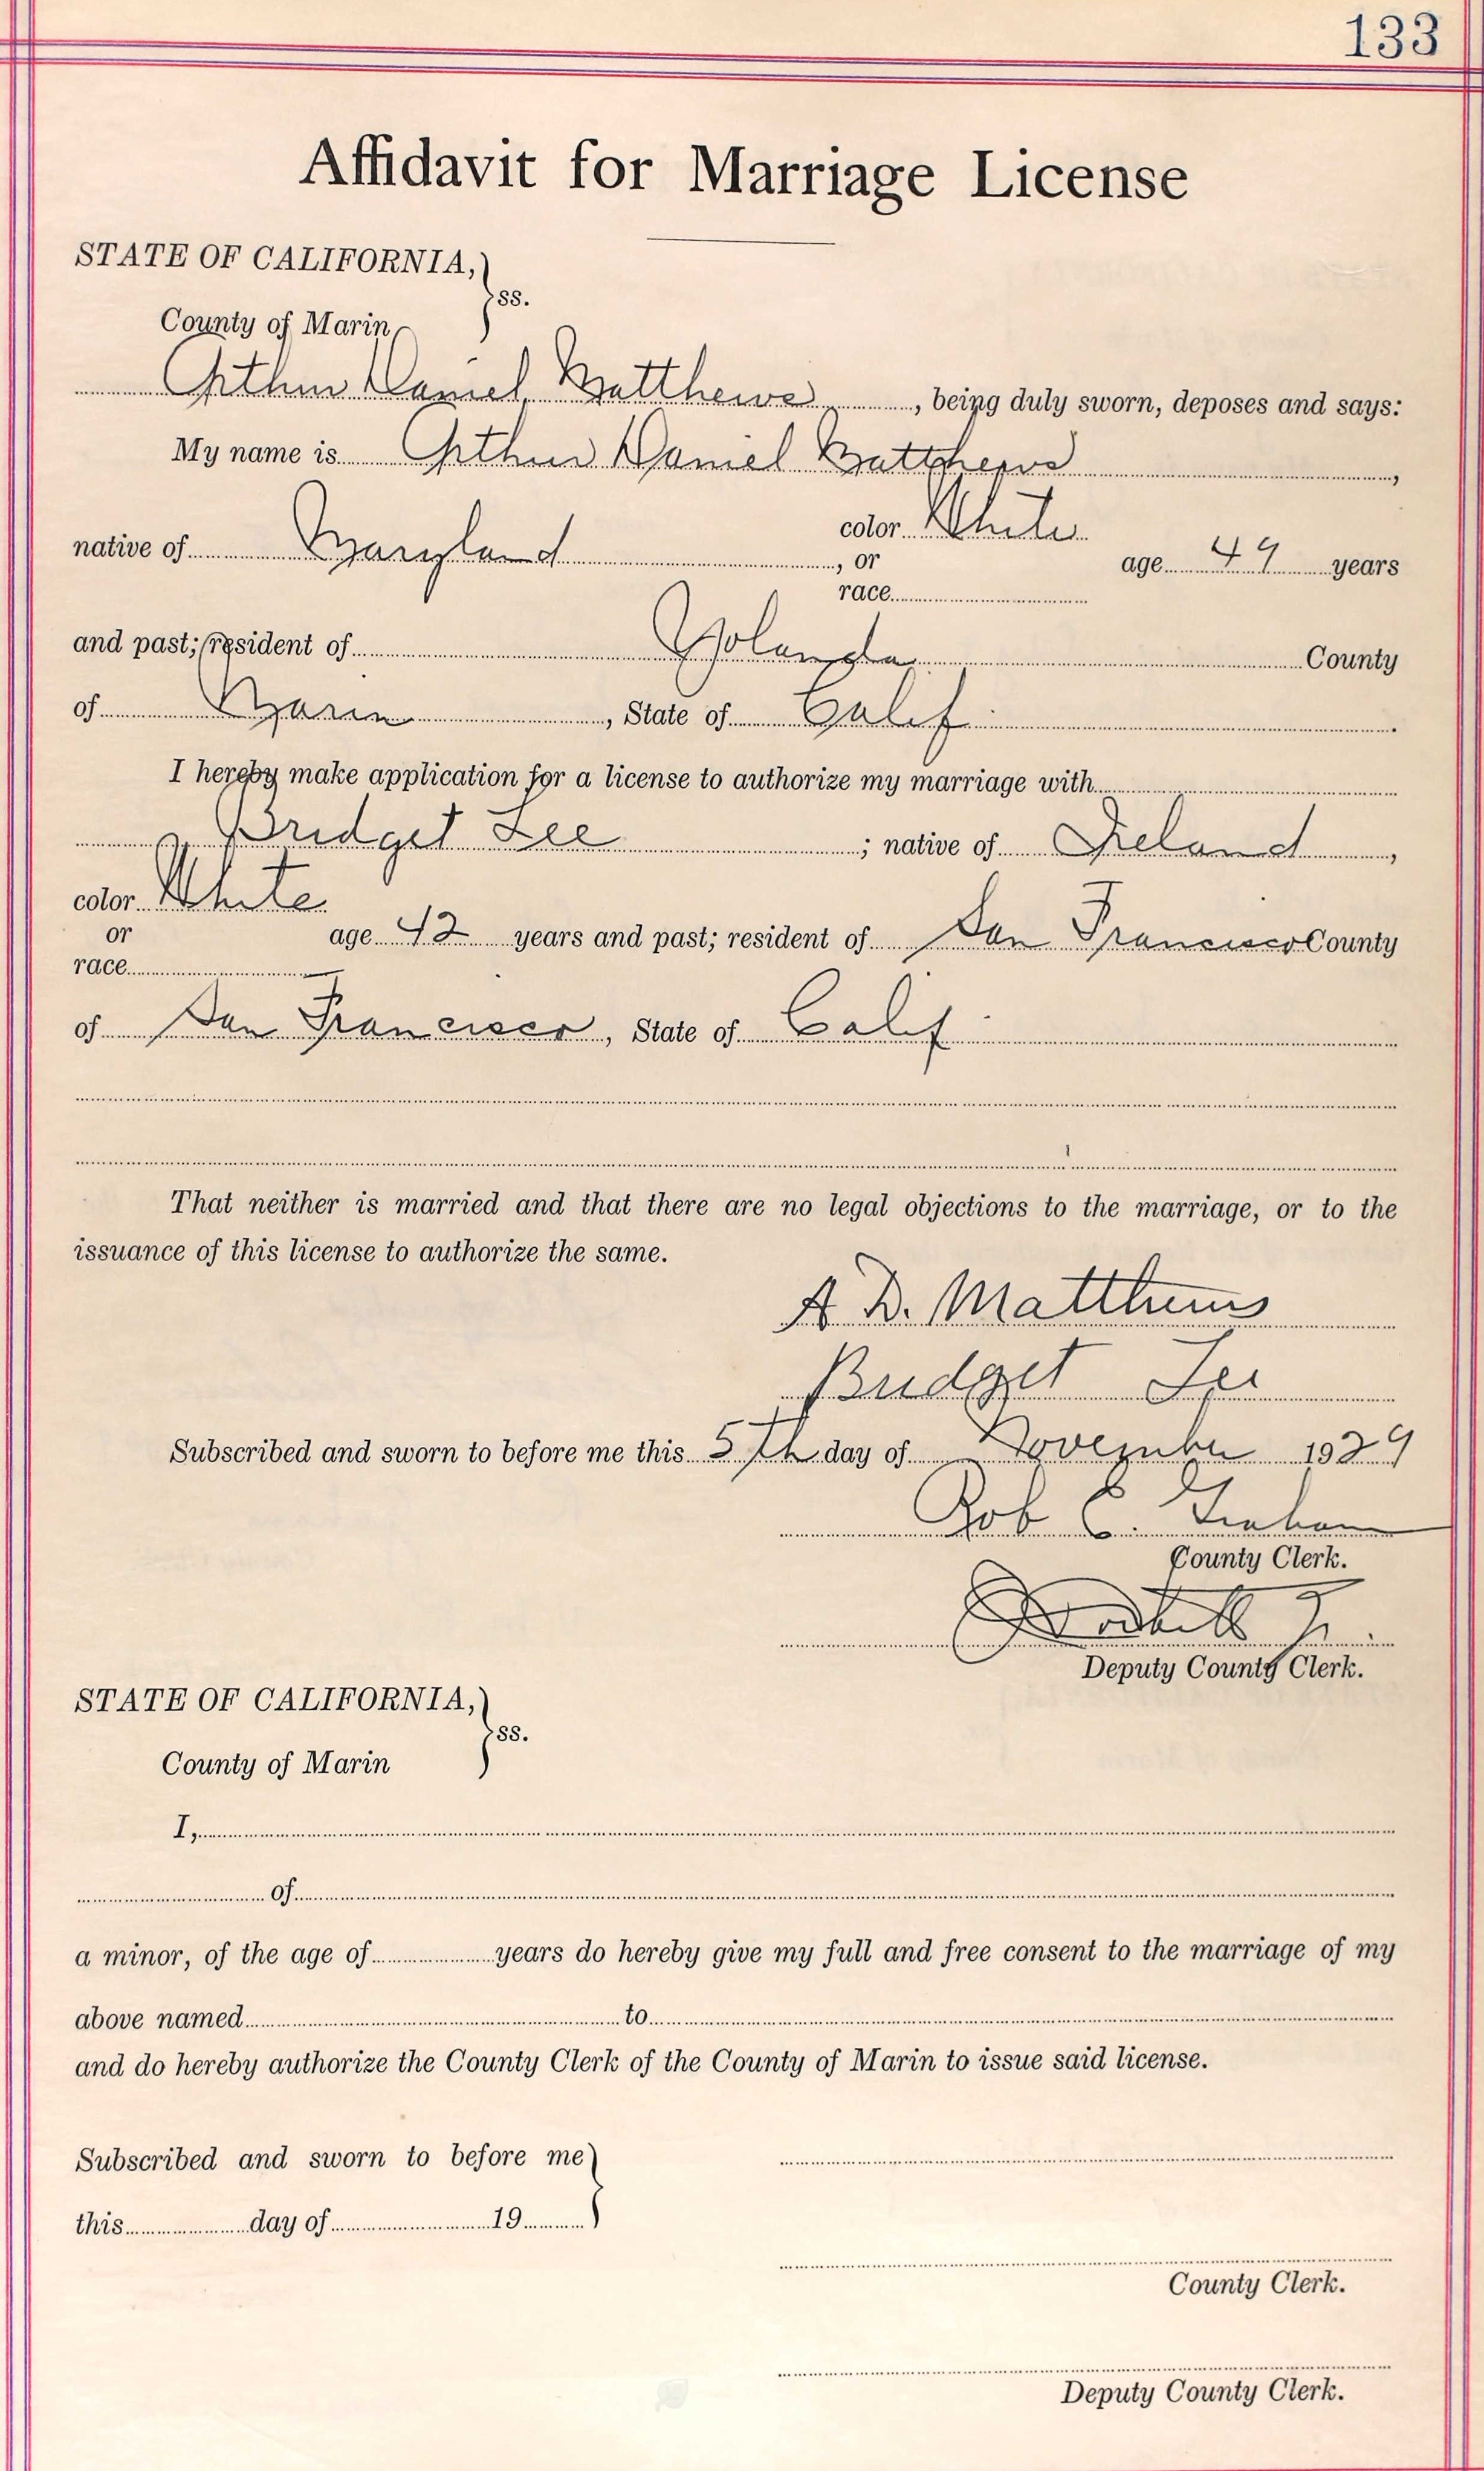 133
Affidavit for Marriage License
STATE OF CALIFORNIA,
ss.
County of Marin
Arthur Daniel Matthews, being duly sworn, deposes and says:
My name is Arthur Daniel Matthews,
native of Maryland, color or race White age 49 years
and past; resident of Yolanda County
of Marin, State of Calif.
I hereby make application for a license to authorize my marriage with
Bridget Lee; native of Ireland,
color or race White age 42 years and past; resident of San Francisco County
of San Francisco, State of Calif.
That neither is married and that there are no legal objections to the marriage, or to the
issuance of this license to authorize the same.
A D. Matthews
Bridget Lee
Subscribed and sworn to before me this 5th day of November 1929
Rob E. Graham
County Clerk.
Jr.
Deputy County Clerk.
STATE OF CALIFORNIA,
ss.
County of Marin
I,
of
a minor, of the age of years do hereby give my full and free consent to the marriage of my
above named to
and do hereby authorize the County Clerk of the County of Marin to issue said license.
Subscribed and sworn to before me
this day of 19
County Clerk.
Deputy County Clerk.